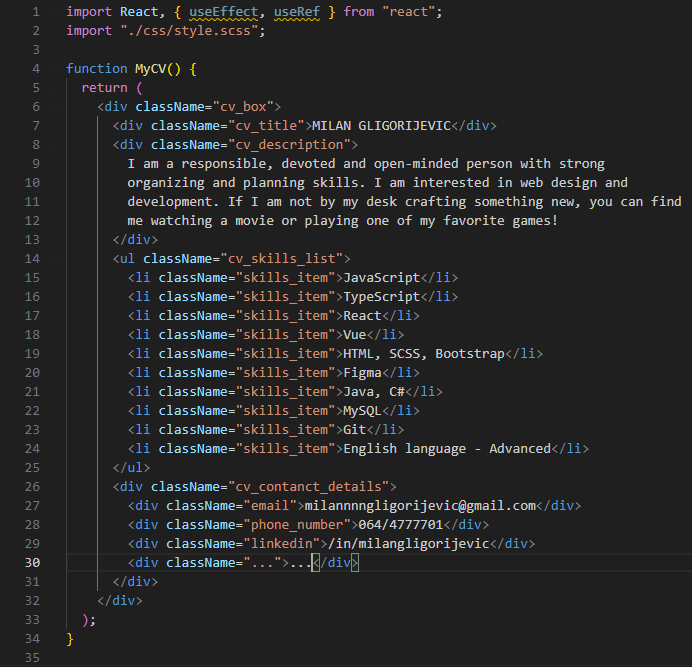 1 import React, { useEffect, useRef } from "react";
2 import "./css/style.scss";
3
4 function MyCV() {
5   return (
6     <div className="cv_box">
7       <div className="cv_title">MILAN GLIGORIJEVIC</div>
8       <div className="cv_description">
9         I am a responsible, devoted and open-minded person with strong
10         organizing and planning skills. I am interested in web design and
11         development. If I am not by my desk crafting something new, you can find
12         me watching a movie or playing one of my favorite games!
13       </div>
14       <ul className="cv_skills_list">
15         <li className="skills_item">JavaScript</li>
16         <li className="skills_item">TypeScript</li>
17         <li className="skills_item">React</li>
18         <li className="skills_item">Vue</li>
19         <li className="skills_item">HTML, SCSS, Bootstrap</li>
20         <li className="skills_item">Figma</li>
21         <li className="skills_item">Java, C#</li>
22         <li className="skills_item">MySQL</li>
23         <li className="skills_item">Git</li>
24         <li className="skills_item">English language - Advanced</li>
25       </ul>
26       <div className="cv_contanct_details">
27         <div className="email">milannnngligorijevic@gmail.com</div>
28         <div className="phone_number">064/4777701</div>
29         <div className="linkedin">/in/milangligorijevic</div>
30         <div className="...">...</div>
31       </div>
32     </div>
33   );
34 }
35